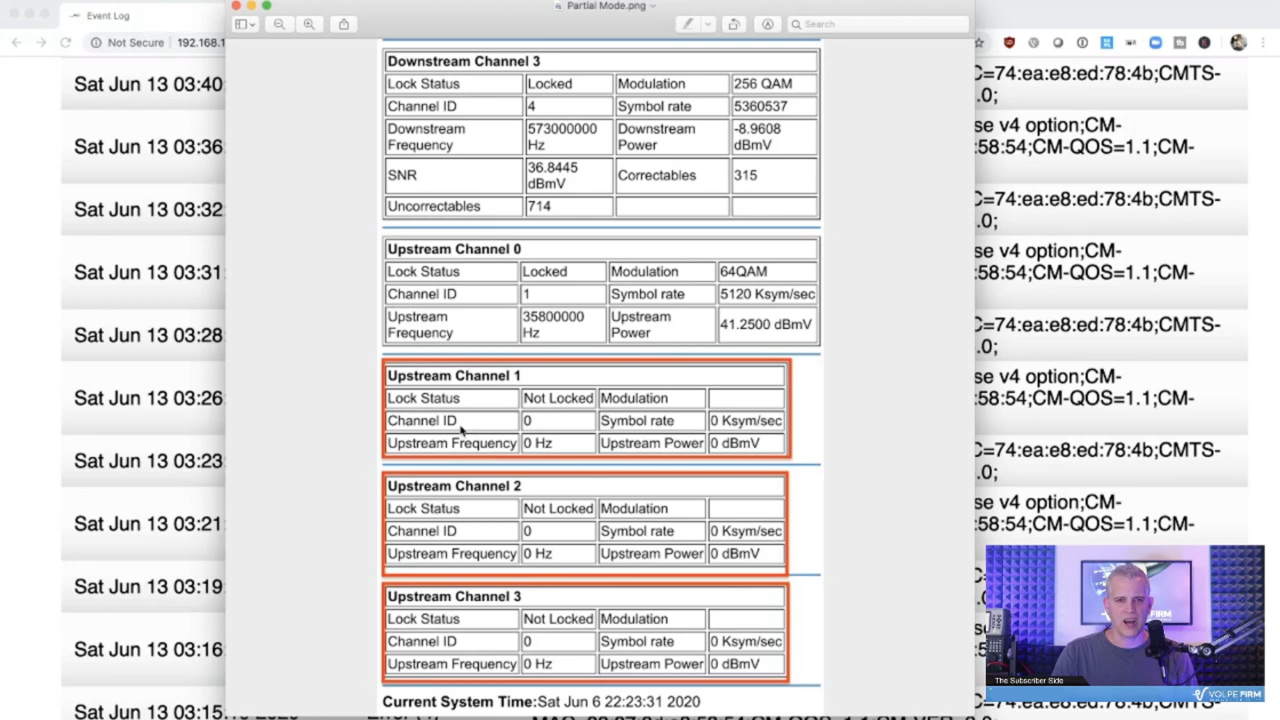 Event Log
Partial Mode.png
Search
Not Secure 192.168.1
Downstream Channel 3
Lock Status Locked Modulation 256 QAM
Channel ID 4 Symbol rate 5360537
Downstream Frequency 573000000 Hz Downstream Power -8.9608 dBmV
SNR 36.8445 dBmV Correctables 315
Uncorrectables 714
Upstream Channel 0
Lock Status Locked Modulation 64QAM
Channel ID 1 Symbol rate 5120 Ksym/sec
Upstream Frequency 35800000 Hz Upstream Power 41.2500 dBmV
Upstream Channel 1
Lock Status Not Locked Modulation
Channel ID 0 Symbol rate 0 Ksym/sec
Upstream Frequency 0 Hz Upstream Power 0 dBmV
Upstream Channel 2
Lock Status Not Locked Modulation
Channel ID 0 Symbol rate 0 Ksym/sec
Upstream Frequency 0 Hz Upstream Power 0 dBmV
Upstream Channel 3
Lock Status Not Locked Modulation
Channel ID 0 Symbol rate 0 Ksym/sec
Upstream Frequency 0 Hz Upstream Power 0 dBmV
Current System Time:Sat Jun 6 22:23:31 2020
Sat Jun 13 03:40
Sat Jun 13 03:36
Sat Jun 13 03:32
Sat Jun 13 03:31
Sat Jun 13 03:28
Sat Jun 13 03:26
Sat Jun 13 03:23
Sat Jun 13 03:21
Sat Jun 13 03:19
Sat Jun 13 03:16
Sat Jun 13 03:15
C=74:ea:e8:ed:78:4b;CMTS-
.0;
se v4 option;CM-
:58:54;CM-QOS=1.1;CM-
C=74:ea:e8:ed:78:4b;CMTS-
.0;
se v4 option;CM-
:58:54;CM-QOS=1.1;CM-
C=74:ea:e8:ed:78:4b;CMTS-
.0;
se v4 option;CM-
:58:54;CM-QOS=1.1;CM-
C=74:ea:e8:ed:78:4b;CMTS-
.0;
se v4 option;CM-
:58:54;CM-QOS=1.1;CM-
The Subscriber Side
VOLPE FIRM